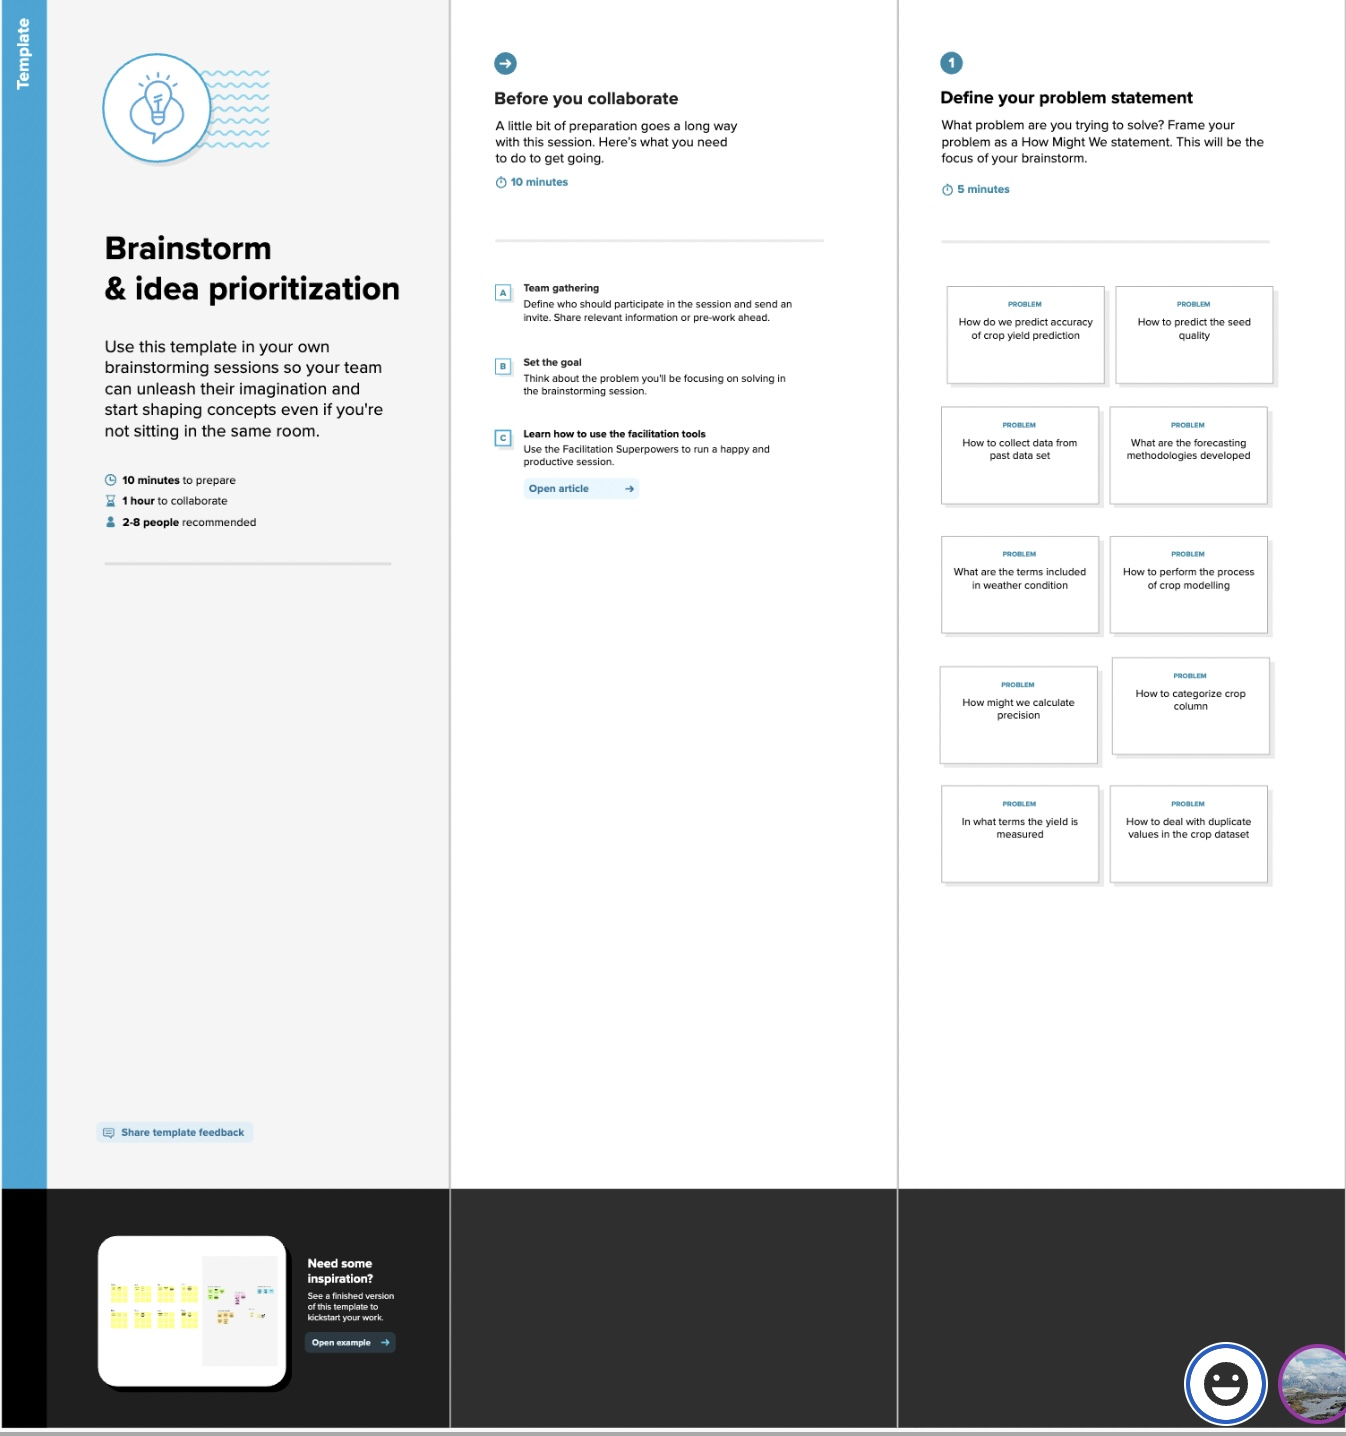 Template
Brainstorm
& idea prioritization
Use this template in your own
brainstorming sessions so your team
can unleash their imagination and
start shaping concepts even if you're
not sitting in the same room.
10 minutes to prepare
1 hour to collaborate
2-8 people recommended
Share template feedback
Need some
inspiration?
See a finished version
of this template to
kickstart your work.
Open example
Before you collaborate
A little bit of preparation goes a long way
with this session. Here's what you need
to do to get going.
10 minutes
A
Team gathering
Define who should participate in the session and send an
invite. Share relevant information or pre-work ahead.
B
Set the goal
Think about the problem you'll be focusing on solving in
the brainstorming session.
C
Learn how to use the facilitation tools
Use the Facilitation Superpowers to run a happy and
productive session.
Open article
1
Define your problem statement
What problem are you trying to solve? Frame your
problem as a How Might We statement. This will be the
focus of your brainstorm.
5 minutes
PROBLEM
How do we predict accuracy
of crop yield prediction
PROBLEM
How to predict the seed
quality
PROBLEM
How to collect data from
past data set
PROBLEM
What are the forecasting
methodologies developed
PROBLEM
What are the terms included
in weather condition
PROBLEM
How to perform the process
of crop modelling
PROBLEM
How might we calculate
precision
PROBLEM
How to categorize crop
column
PROBLEM
In what terms the yield is
measured
PROBLEM
How to deal with duplicate
values in the crop dataset